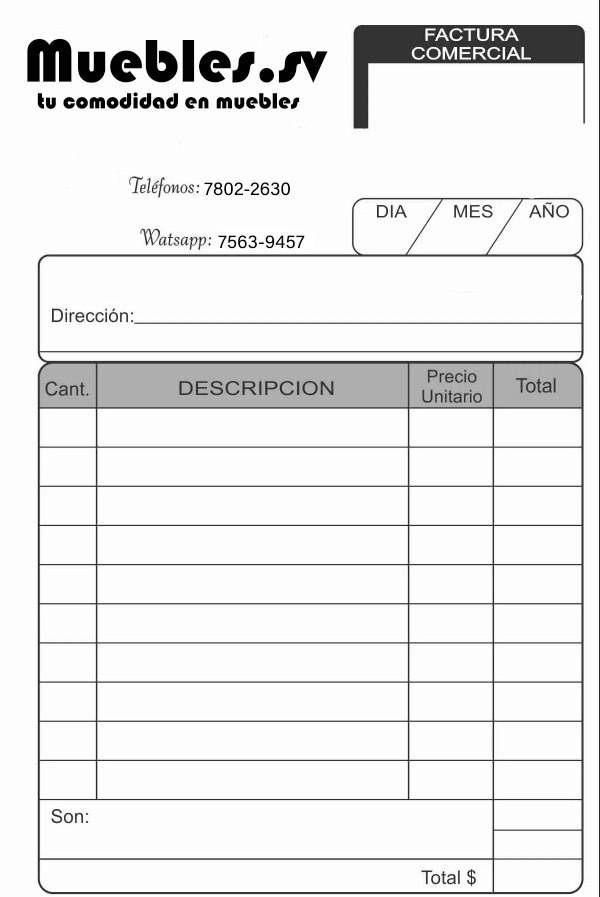 Muebles.sv
tu comodidad en muebles
FACTURA
COMERCIAL
Teléfonos: 7802-2630
Watsapp: 7563-9457
DIA MES AÑO
Dirección:
Cant. DESCRIPCION Precio Unitario Total
Son:
Total $